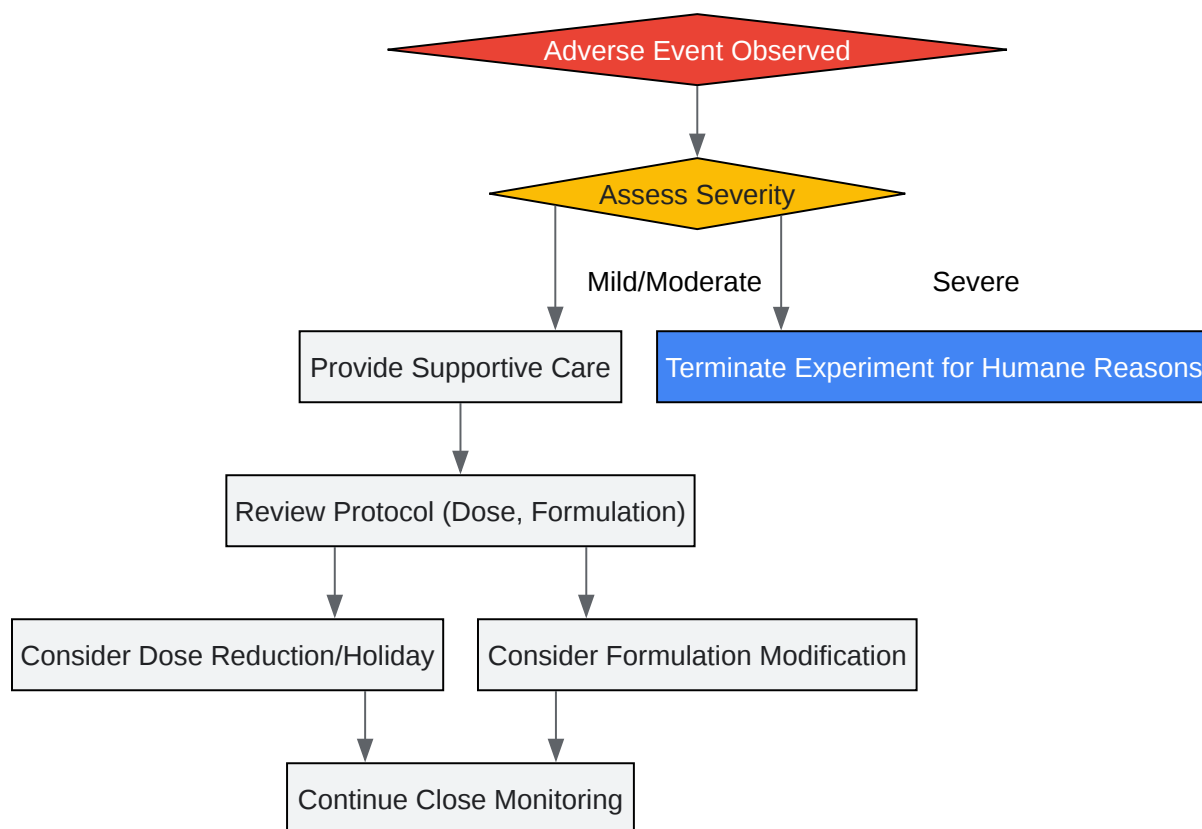 Adverse Event Observed
Assess Severity
Mild/Moderate
Severe
Provide Supportive Care
Terminate Experiment for Humane Reasons
Review Protocol (Dose, Formulation)
Consider Dose Reduction/Holiday
Consider Formulation Modification
Continue Close Monitoring